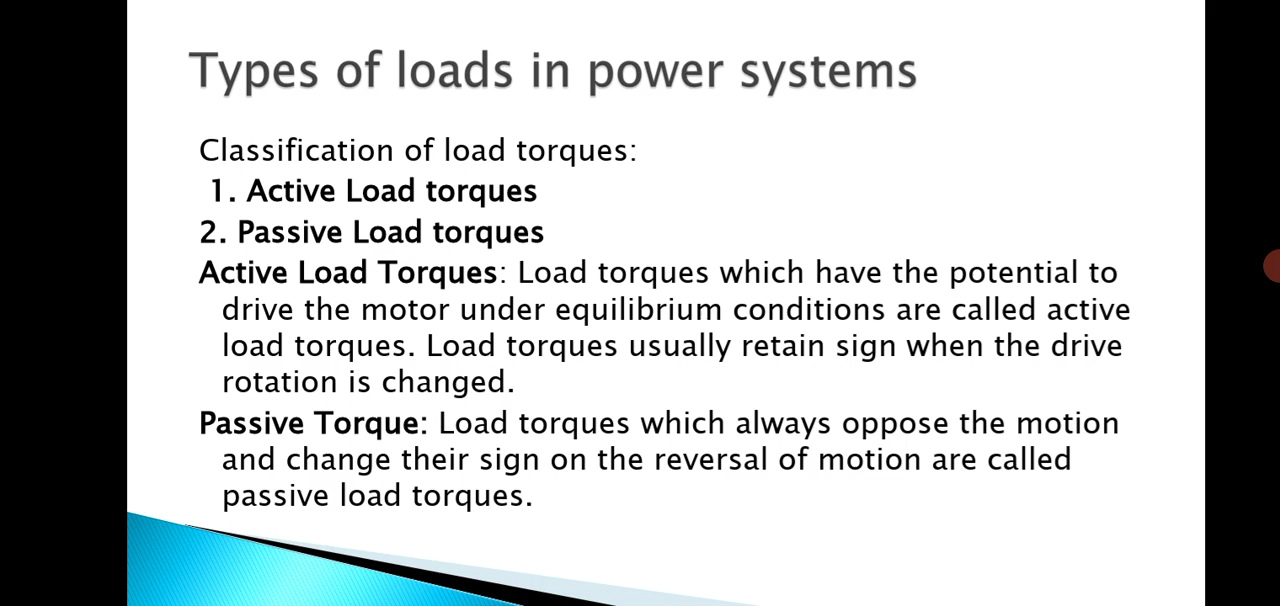 Types of loads in power systems
Classification of load torques:
1. Active Load torques
2. Passive Load torques
Active Load Torques: Load torques which have the potential to
drive the motor under equilibrium conditions are called active
load torques. Load torques usually retain sign when the drive
rotation is changed.
Passive Torque: Load torques which always oppose the motion
and change their sign on the reversal of motion are called
passive load torques.